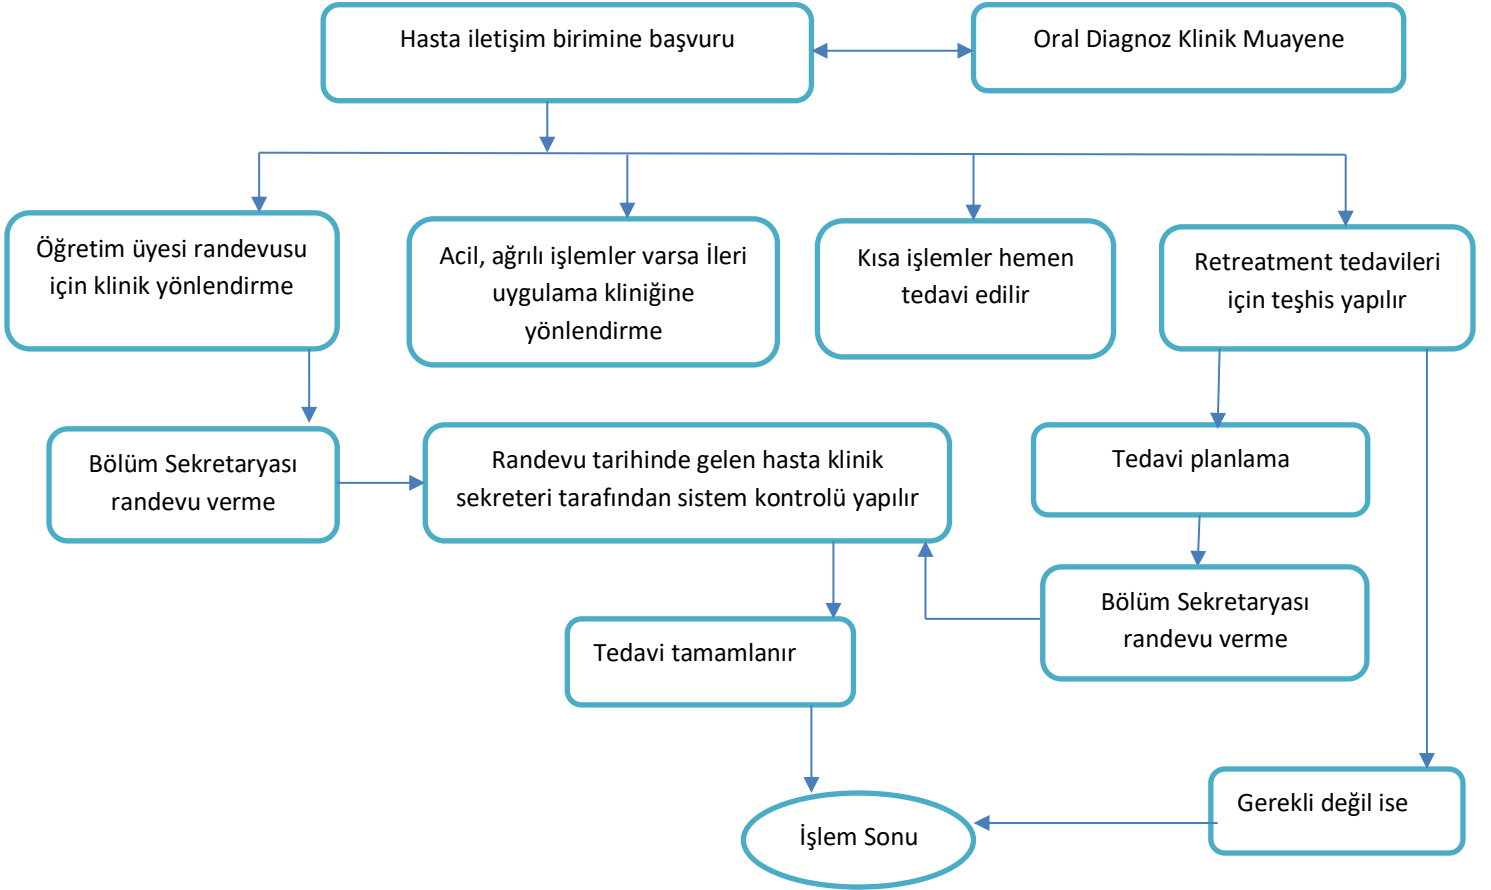 Hasta iletişim birimine başvuru
Oral Diagnoz Klinik Muayene
Öğretim üyesi randevusu
için klinik yönlendirme
Acil, ağrılı işlemler varsa İleri
uygulama kliniğine
yönlendirme
Kısa işlemler hemen
tedavi edilir
Retreatment tedavileri
için teşhis yapılır
Bölüm Sekretaryası
randevu verme
Randevu tarihinde gelen hasta klinik
sekreteri tarafından sistem kontrolü yapılır
Tedavi planlama
Bölüm Sekretaryası
randevu verme
Tedavi tamamlanır
Gerekli değil ise
İşlem Sonu